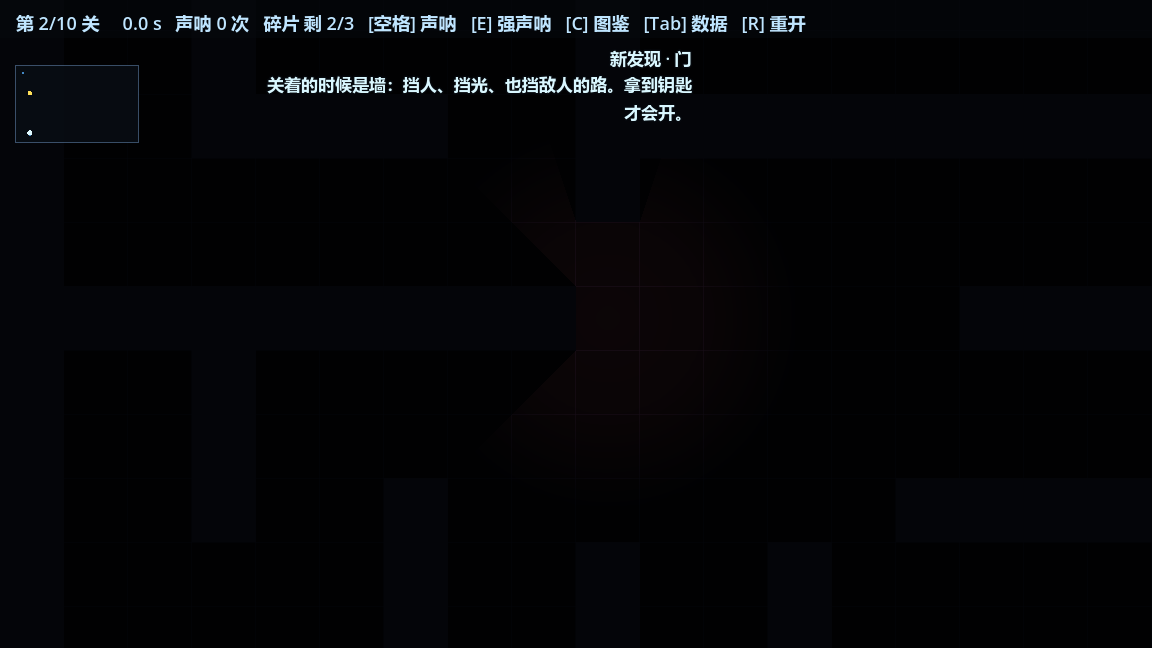 第 2/10 关 0.0 s 声呐 0 次 碎片 剩 2/3 [空格] 声呐 [E] 强声呐 [C] 图鉴 [Tab] 数据 [R] 重开
新发现 · 门
关着的时候是墙：挡人、挡光、也挡敌人的路。拿到钥匙
才会开。